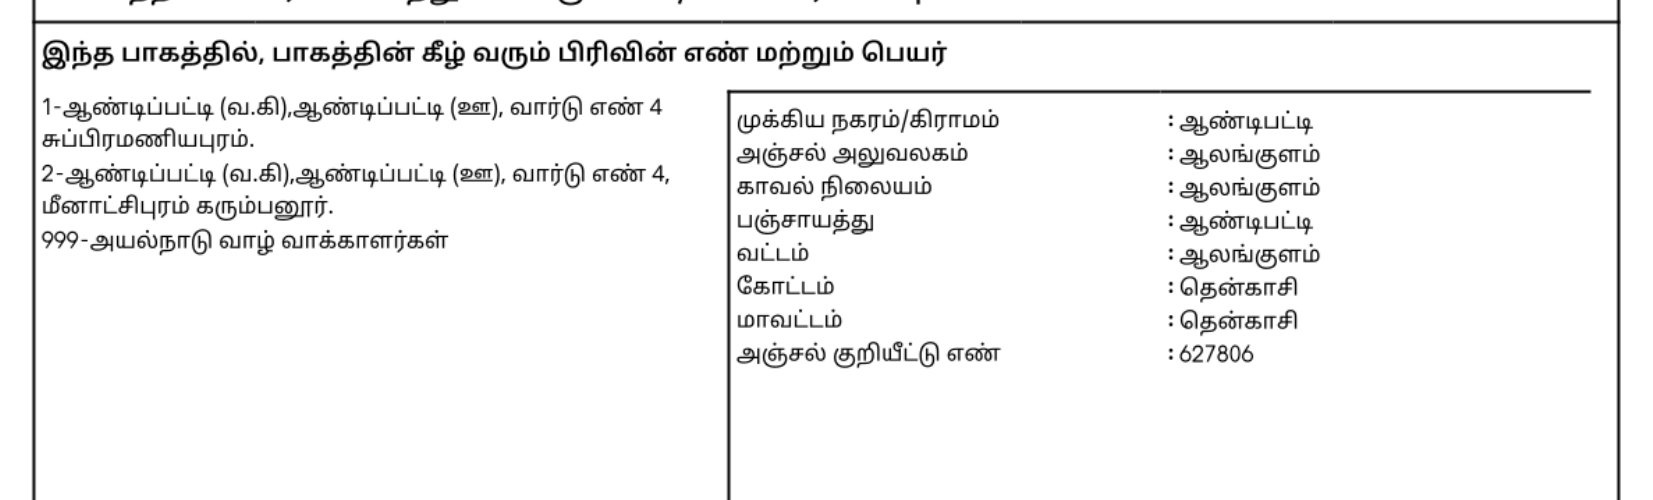 இந்த பாகத்தில், பாகத்தின் கீழ் வரும் பிரிவின் எண் மற்றும் பெயர்
1-ஆண்டிப்பட்டி (வ.கி),ஆண்டிப்பட்டி (ஊ), வார்டு எண் 4
சுப்பிரமணியபுரம்.
2-ஆண்டிப்பட்டி (வ.கி),ஆண்டிப்பட்டி (ஊ), வார்டு எண் 4,
மீனாட்சிபுரம் கரும்பனூர்.
999-அயல்நாடு வாழ் வாக்காளர்கள்
முக்கிய நகரம்/கிராமம் : ஆண்டிபட்டி
அஞ்சல் அலுவலகம் : ஆலங்குளம்
காவல் நிலையம் : ஆலங்குளம்
பஞ்சாயத்து : ஆண்டிபட்டி
வட்டம் : ஆலங்குளம்
கோட்டம் : தென்காசி
மாவட்டம் : தென்காசி
அஞ்சல் குறியீட்டு எண் : 627806